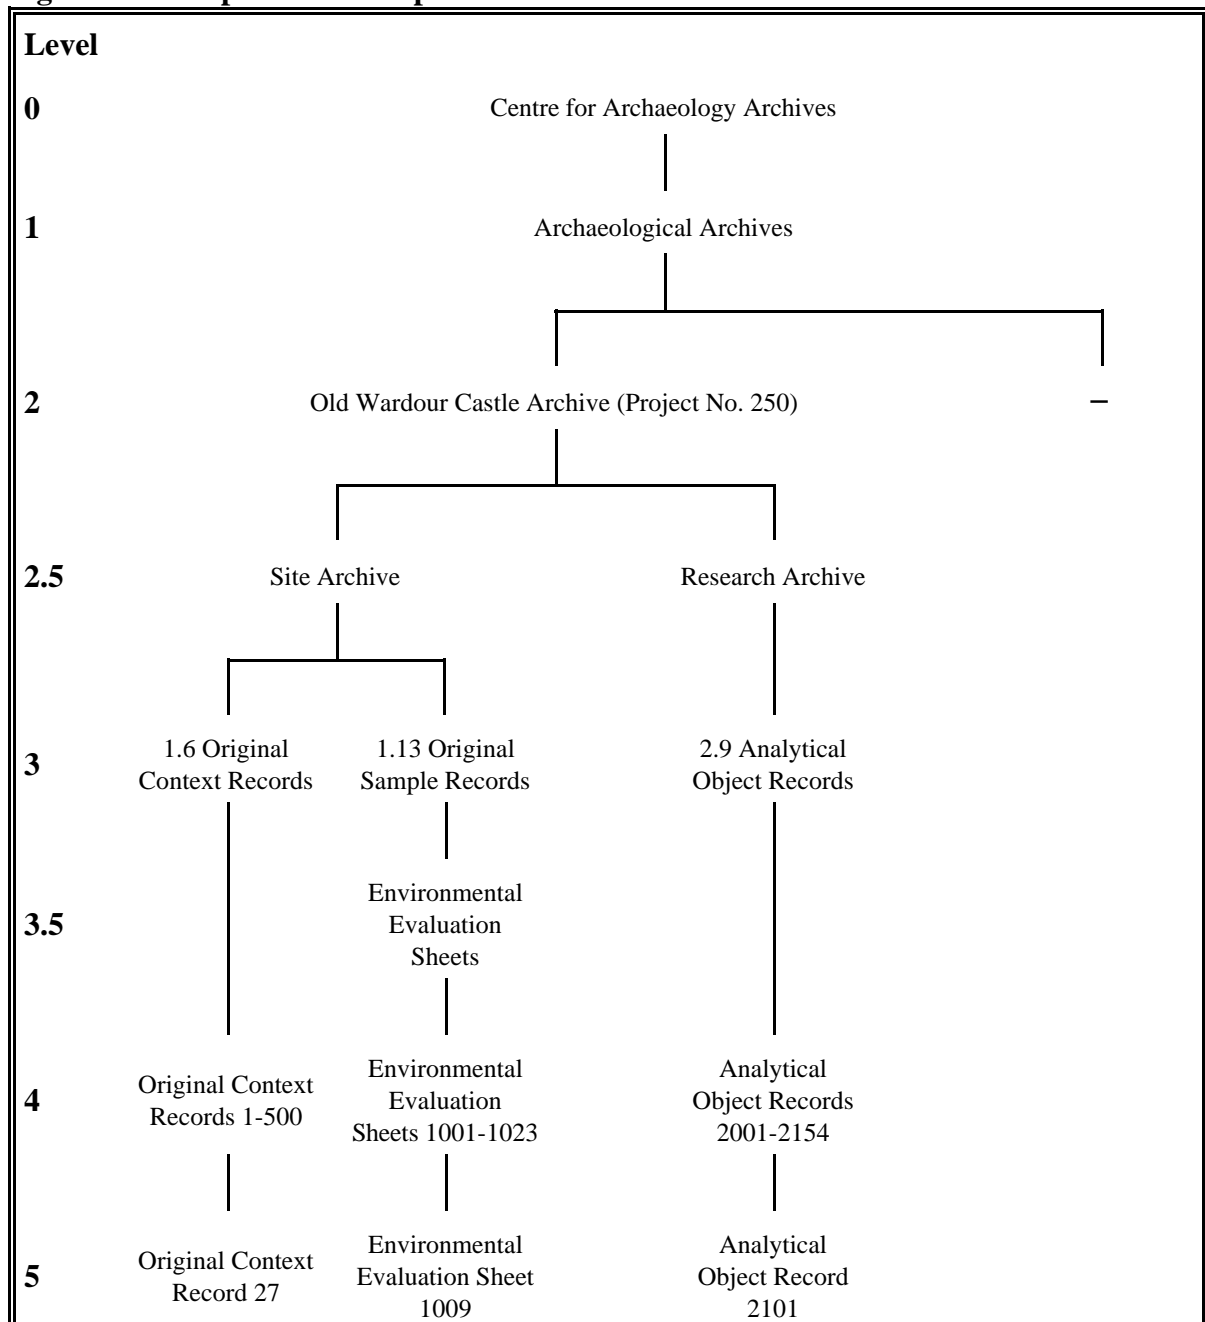 Level
0
Centre for Archaeology Archives
1
Archaeological Archives
2
Old Wardour Castle Archive (Project No. 250)
–
2.5
Site Archive
Research Archive
3
1.6 Original
Context Records
1.13 Original
Sample Records
2.9 Analytical
Object Records
3.5
Environmental
Evaluation
Sheets
4
Original Context
Records 1-500
Environmental
Evaluation
Sheets 1001-1023
Analytical
Object Records
2001-2154
5
Original Context
Record 27
Environmental
Evaluation Sheet
1009
Analytical
Object Record
2101